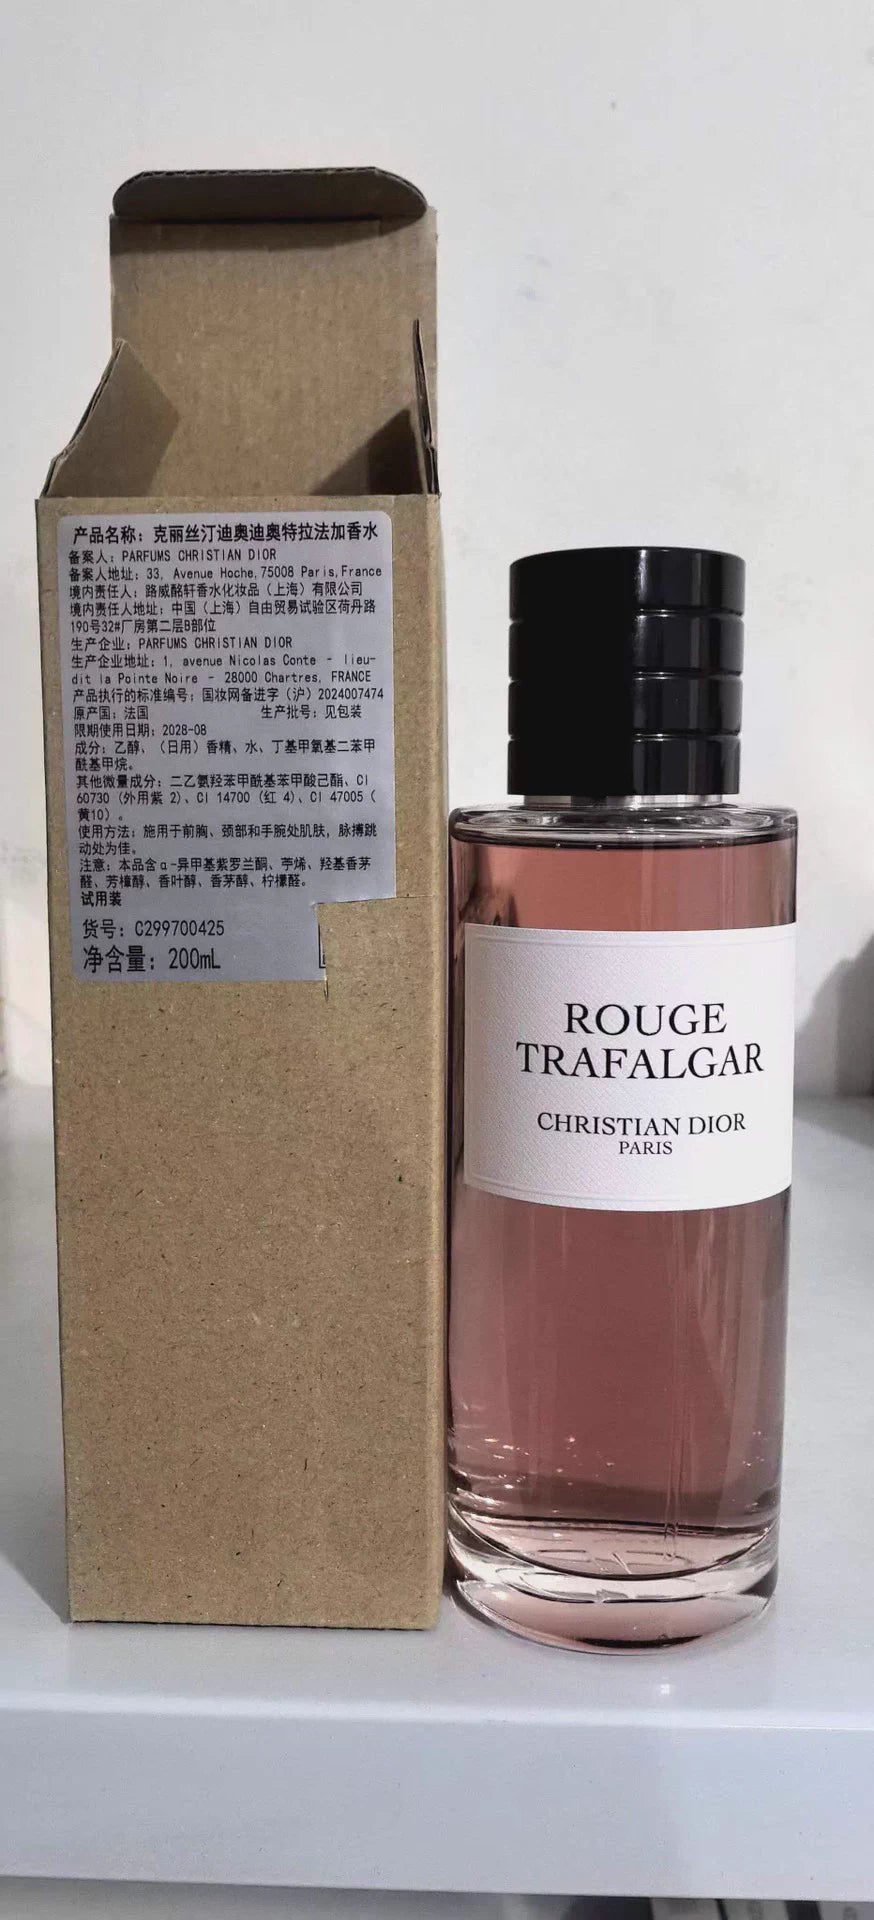 产品名称：克丽丝汀迪奥迪奥特拉法加香水
备案人：PARFUMS CHRISTIAN DIOR
备案人地址：33, Avenue Hoche,75008 Paris,France
境内责任人：路威酩轩香水化妆品（上海）有限公司
境内责任人地址：中国（上海）自由贸易试验区荷丹路
190号32#厂房第二层B部位
生产企业：PARFUMS CHRISTIAN DIOR
生产企业地址：1, avenue Nicolas Conte - lieu-
dit la Pointe Noire - 28000 Chartres, FRANCE
产品执行的标准编号：国妆网备进字（沪）2024007474
原产国：法国 生产批号：见包装
限期使用日期：2028-08
成分：乙醇、（日用）香精、水、丁基甲氧基二苯甲
酰基甲烷。
其他微量成分：二乙氨羟苯甲酰基苯甲酸己酯、CI
60730（外用紫 2）、CI 14700（红 4）、CI 47005（
黄10）。
使用方法：施用于前胸、颈部和手腕处肌肤，脉搏跳
动处为佳。
注意：本品含α-异甲基紫罗兰酮、苧烯、羟基香茅
醛、芳樟醇、香叶醇、香茅醇、柠檬醛。
试用装
货号：C299700425
净含量：200mL
ROUGE
TRAFALGAR
CHRISTIAN DIOR
PARIS